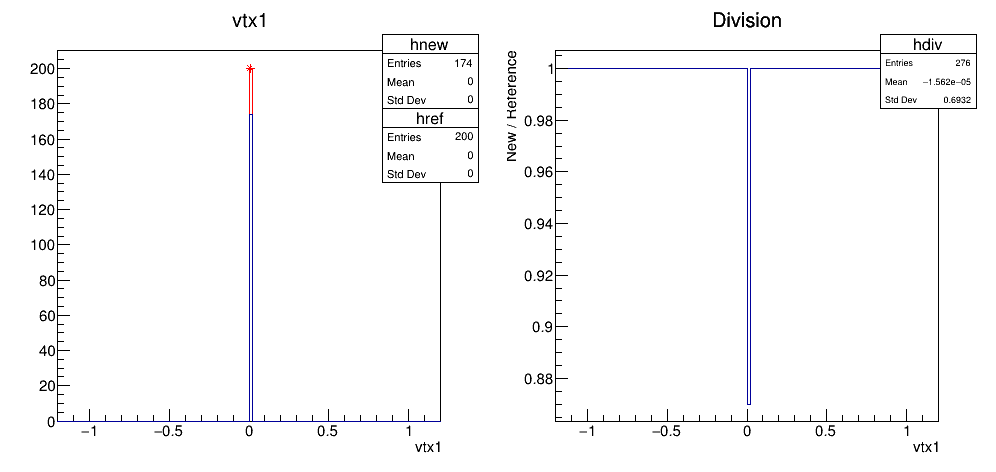 vtx1
hnew
Entries 174
Mean 0
Std Dev 0
href
Entries 200
Mean 0
Std Dev 0
200
180
160
140
120
100
80
60
40
20
0
−1 −0.5 0 0.5 1
vtx1
Division
hdiv
Entries 276
Mean −1.562e−05
Std Dev 0.6932
New / Reference
1
0.98
0.96
0.94
0.92
0.9
0.88
−1 −0.5 0 0.5 1
vtx1